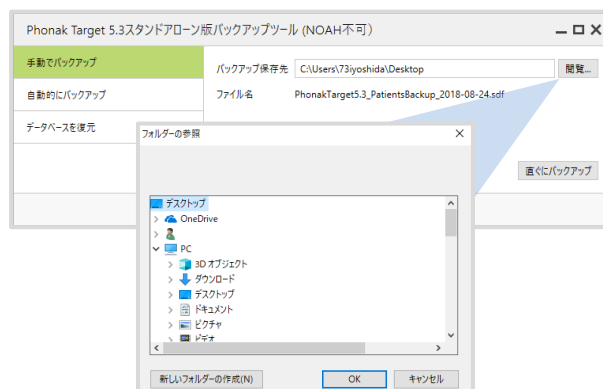 Phonak Target 5.3スタンドアローン版バックアップツール (NOAH不可)
手動でバックアップ
バックアップ保存先 C:\Users\73iyoshida\Desktop 閲覧...
自動的にバックアップ
ファイル名 PhonakTarget5.3_PatientsBackup_2018-08-24.sdf
データベースを復元
フォルダーの参照
直ぐにバックアップ
デスクトップ
OneDrive
PC
3D オブジェクト
ダウンロード
デスクトップ
ドキュメント
ピクチャ
ビデオ
新しいフォルダーの作成(N) OK キャンセル